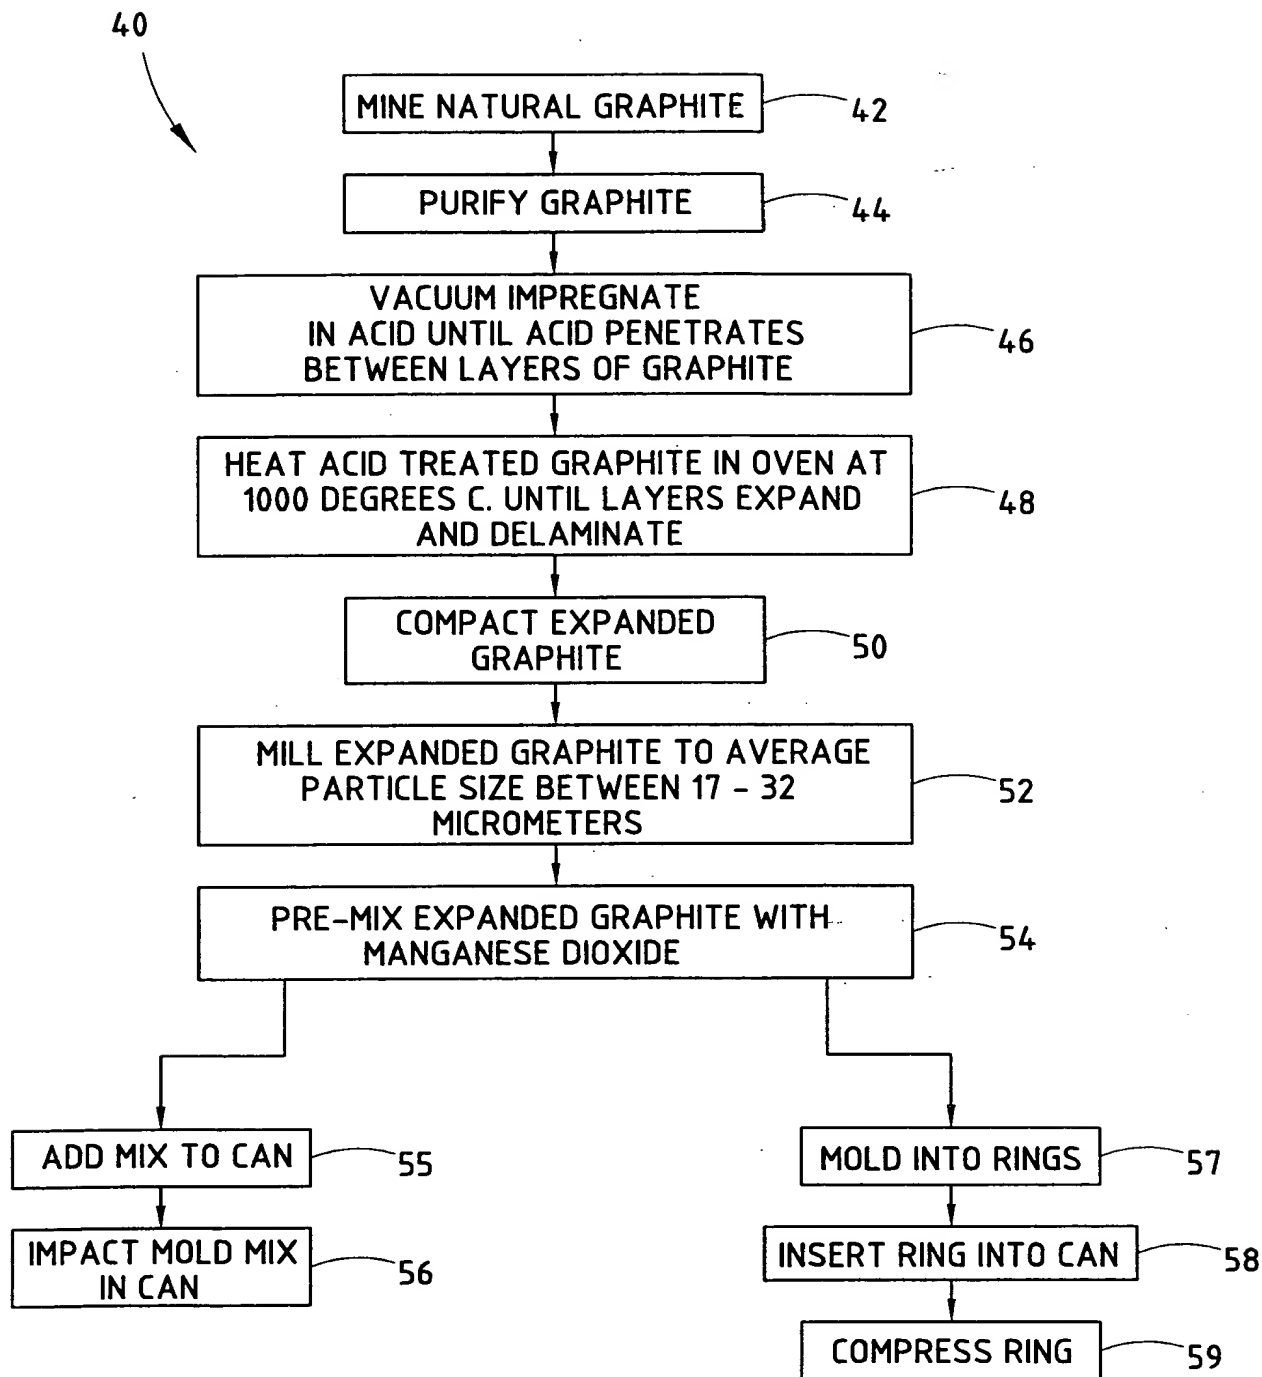 40
MINE NATURAL GRAPHITE
42
PURIFY GRAPHITE
44
VACUUM IMPREGNATE
IN ACID UNTIL ACID PENETRATES
BETWEEN LAYERS OF GRAPHITE
46
HEAT ACID TREATED GRAPHITE IN OVEN AT
1000 DEGREES C. UNTIL LAYERS EXPAND
AND DELAMINATE
48
COMPACT EXPANDED
GRAPHITE
50
MILL EXPANDED GRAPHITE TO AVERAGE
PARTICLE SIZE BETWEEN 17 – 32
MICROMETERS
52
PRE–MIX EXPANDED GRAPHITE WITH
MANGANESE DIOXIDE
54
ADD MIX TO CAN
55
IMPACT MOLD MIX
IN CAN
56
MOLD INTO RINGS
57
INSERT RING INTO CAN
58
COMPRESS RING
59